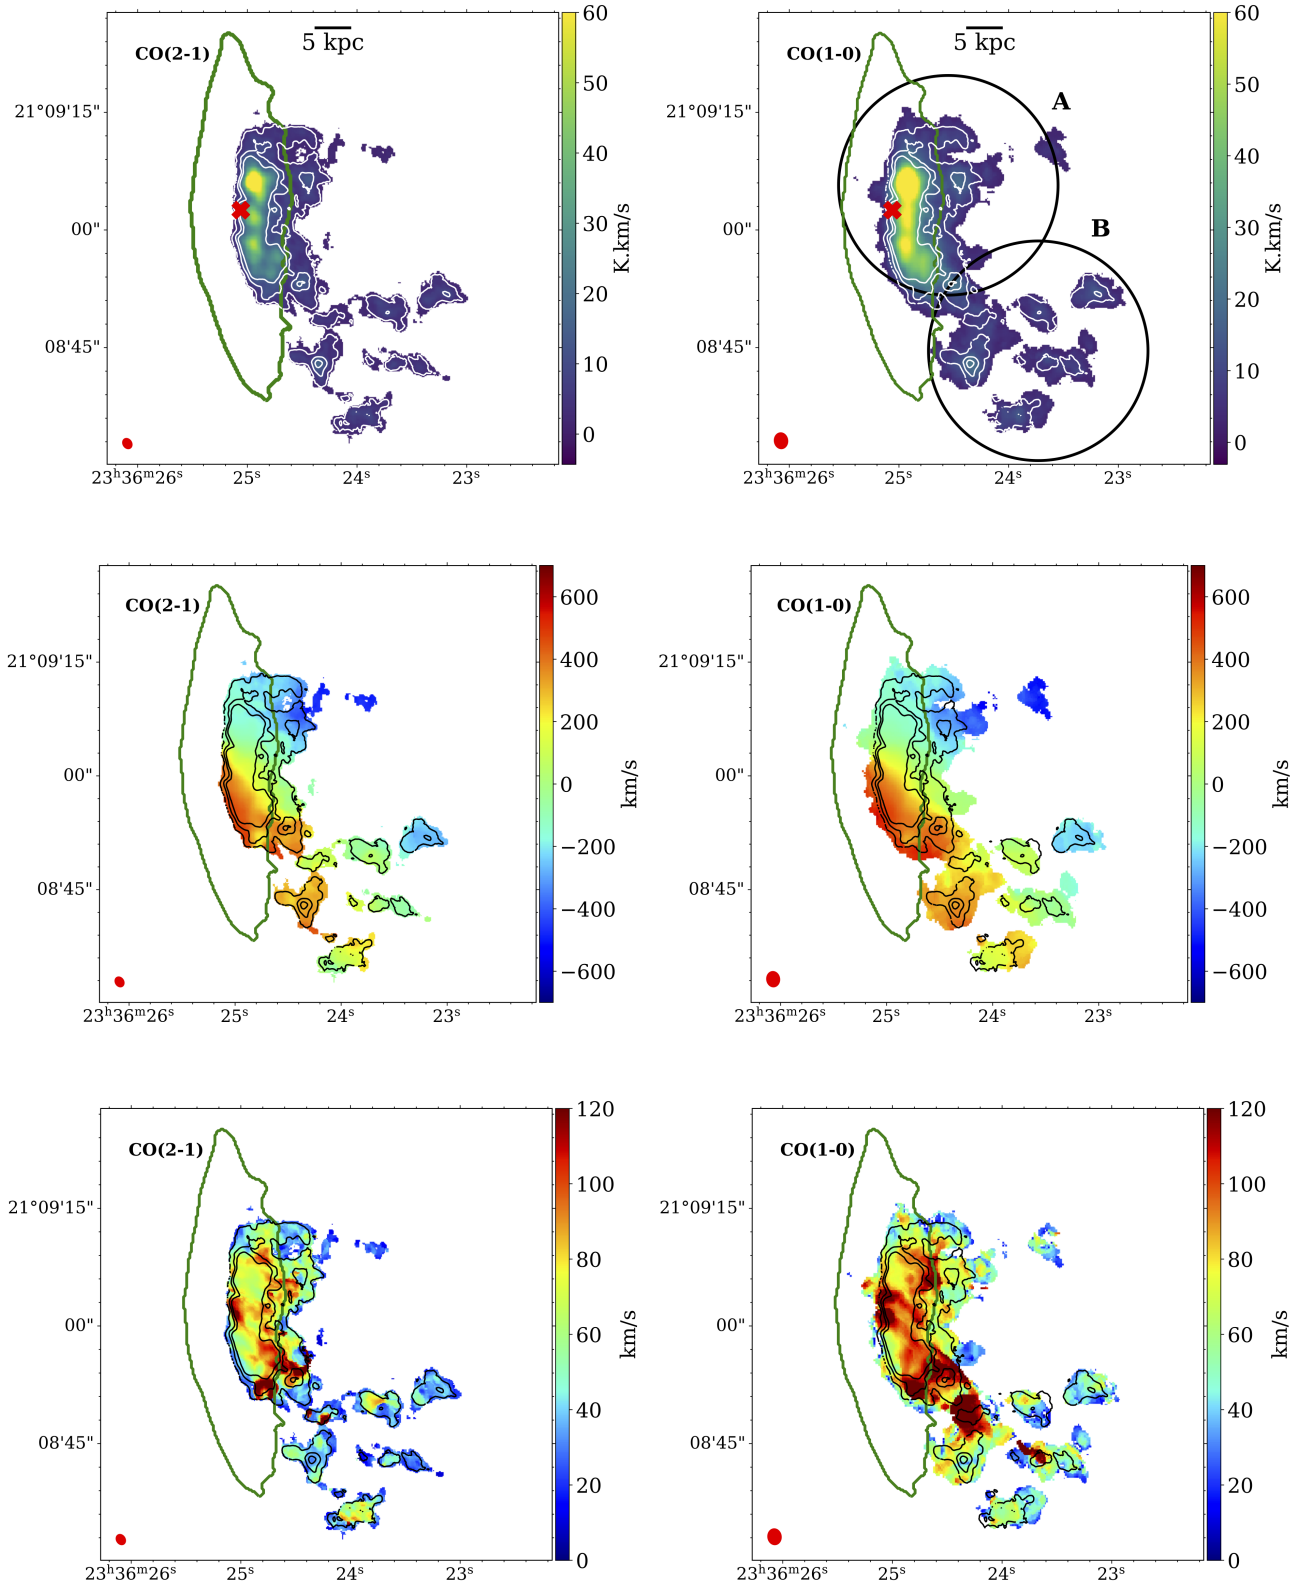 CO(2-1)
5 kpc
21°09'15"
00"
08'45"
23ʰ36ᵐ26ˢ
25ˢ
24ˢ
23ˢ
60
50
40
30
20
10
0
K.km/s
CO(1-0)
5 kpc
A
B
21°09'15"
00"
08'45"
23ʰ36ᵐ26ˢ
25ˢ
24ˢ
23ˢ
60
50
40
30
20
10
0
K.km/s
CO(2-1)
21°09'15"
00"
08'45"
23ʰ36ᵐ26ˢ
25ˢ
24ˢ
23ˢ
600
400
200
0
−200
−400
−600
km/s
CO(1-0)
21°09'15"
00"
08'45"
23ʰ36ᵐ26ˢ
25ˢ
24ˢ
23ˢ
600
400
200
0
−200
−400
−600
km/s
CO(2-1)
21°09'15"
00"
08'45"
23ʰ36ᵐ26ˢ
25ˢ
24ˢ
23ˢ
120
100
80
60
40
20
0
km/s
CO(1-0)
21°09'15"
00"
08'45"
23ʰ36ᵐ26ˢ
25ˢ
24ˢ
23ˢ
120
100
80
60
40
20
0
km/s